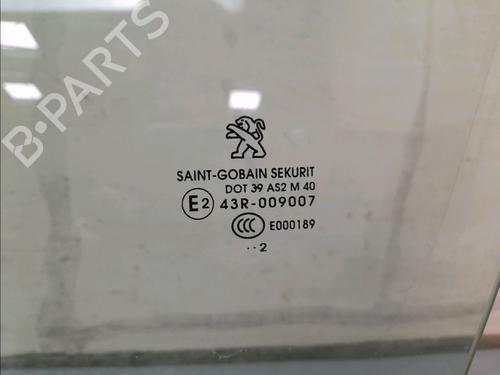 B-PARTS
SAINT-GOBAIN SEKURIT
DOT 39 AS2 M 40
E2 43R-009007
CCC E000189
··2